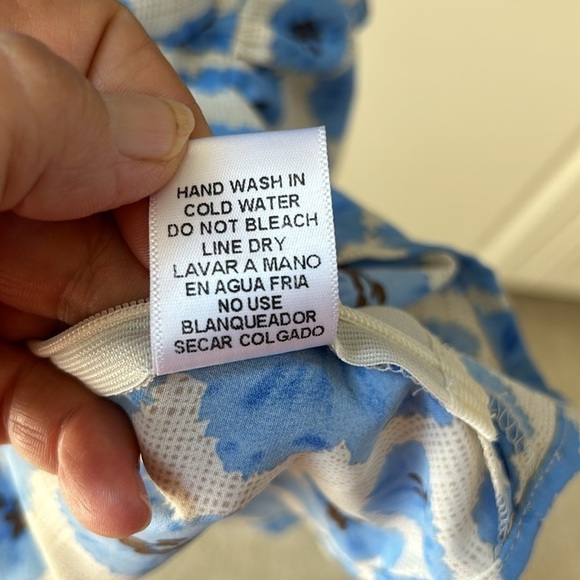 HAND WASH IN
COLD WATER
DO NOT BLEACH
LINE DRY
LAVAR A MANO
EN AGUA FRIA
NO USE
BLANQUEADOR
SECAR COLGADO